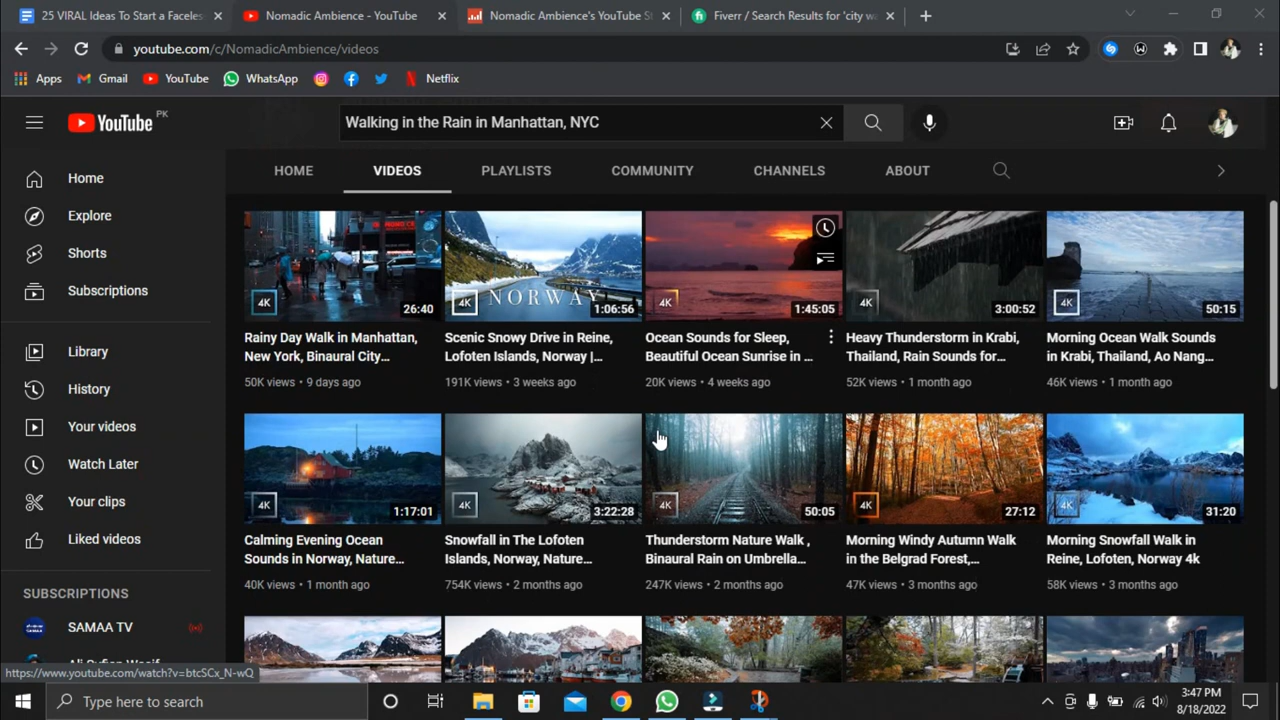 25 VIRAL Ideas To Start a Faceles
Nomadic Ambience - YouTube
Nomadic Ambience's YouTube St
Fiverr / Search Results for 'city wa
youtube.com/c/NomadicAmbience/videos
Apps
Gmail
YouTube
WhatsApp
Netflix
YouTube
PK
Walking in the Rain in Manhattan, NYC
HOME
VIDEOS
PLAYLISTS
COMMUNITY
CHANNELS
ABOUT
Home
Explore
Shorts
Subscriptions
Library
History
Your videos
Watch Later
Your clips
Liked videos
SUBSCRIPTIONS
SAMAA TV
4K
26:40
Rainy Day Walk in Manhattan,
New York, Binaural City...
50K views • 9 days ago
4K
NORWAY
1:06:56
Scenic Snowy Drive in Reine,
Lofoten Islands, Norway |...
191K views • 3 weeks ago
4K
1:45:05
Ocean Sounds for Sleep,
Beautiful Ocean Sunrise in ...
20K views • 4 weeks ago
4K
3:00:52
Heavy Thunderstorm in Krabi,
Thailand, Rain Sounds for...
52K views • 1 month ago
4K
50:15
Morning Ocean Walk Sounds
in Krabi, Thailand, Ao Nang...
46K views • 1 month ago
4K
1:17:01
Calming Evening Ocean
Sounds in Norway, Nature...
40K views • 1 month ago
4K
3:22:28
Snowfall in The Lofoten
Islands, Norway, Nature...
754K views • 2 months ago
4K
50:05
Thunderstorm Nature Walk ,
Binaural Rain on Umbrella...
247K views • 2 months ago
4K
27:12
Morning Windy Autumn Walk
in the Belgrad Forest,...
47K views • 3 months ago
4K
31:20
Morning Snowfall Walk in
Reine, Lofoten, Norway 4k
58K views • 3 months ago
https://www.youtube.com/watch?v=btcSCx_N-wQ
Type here to search
3:47 PM
8/18/2022